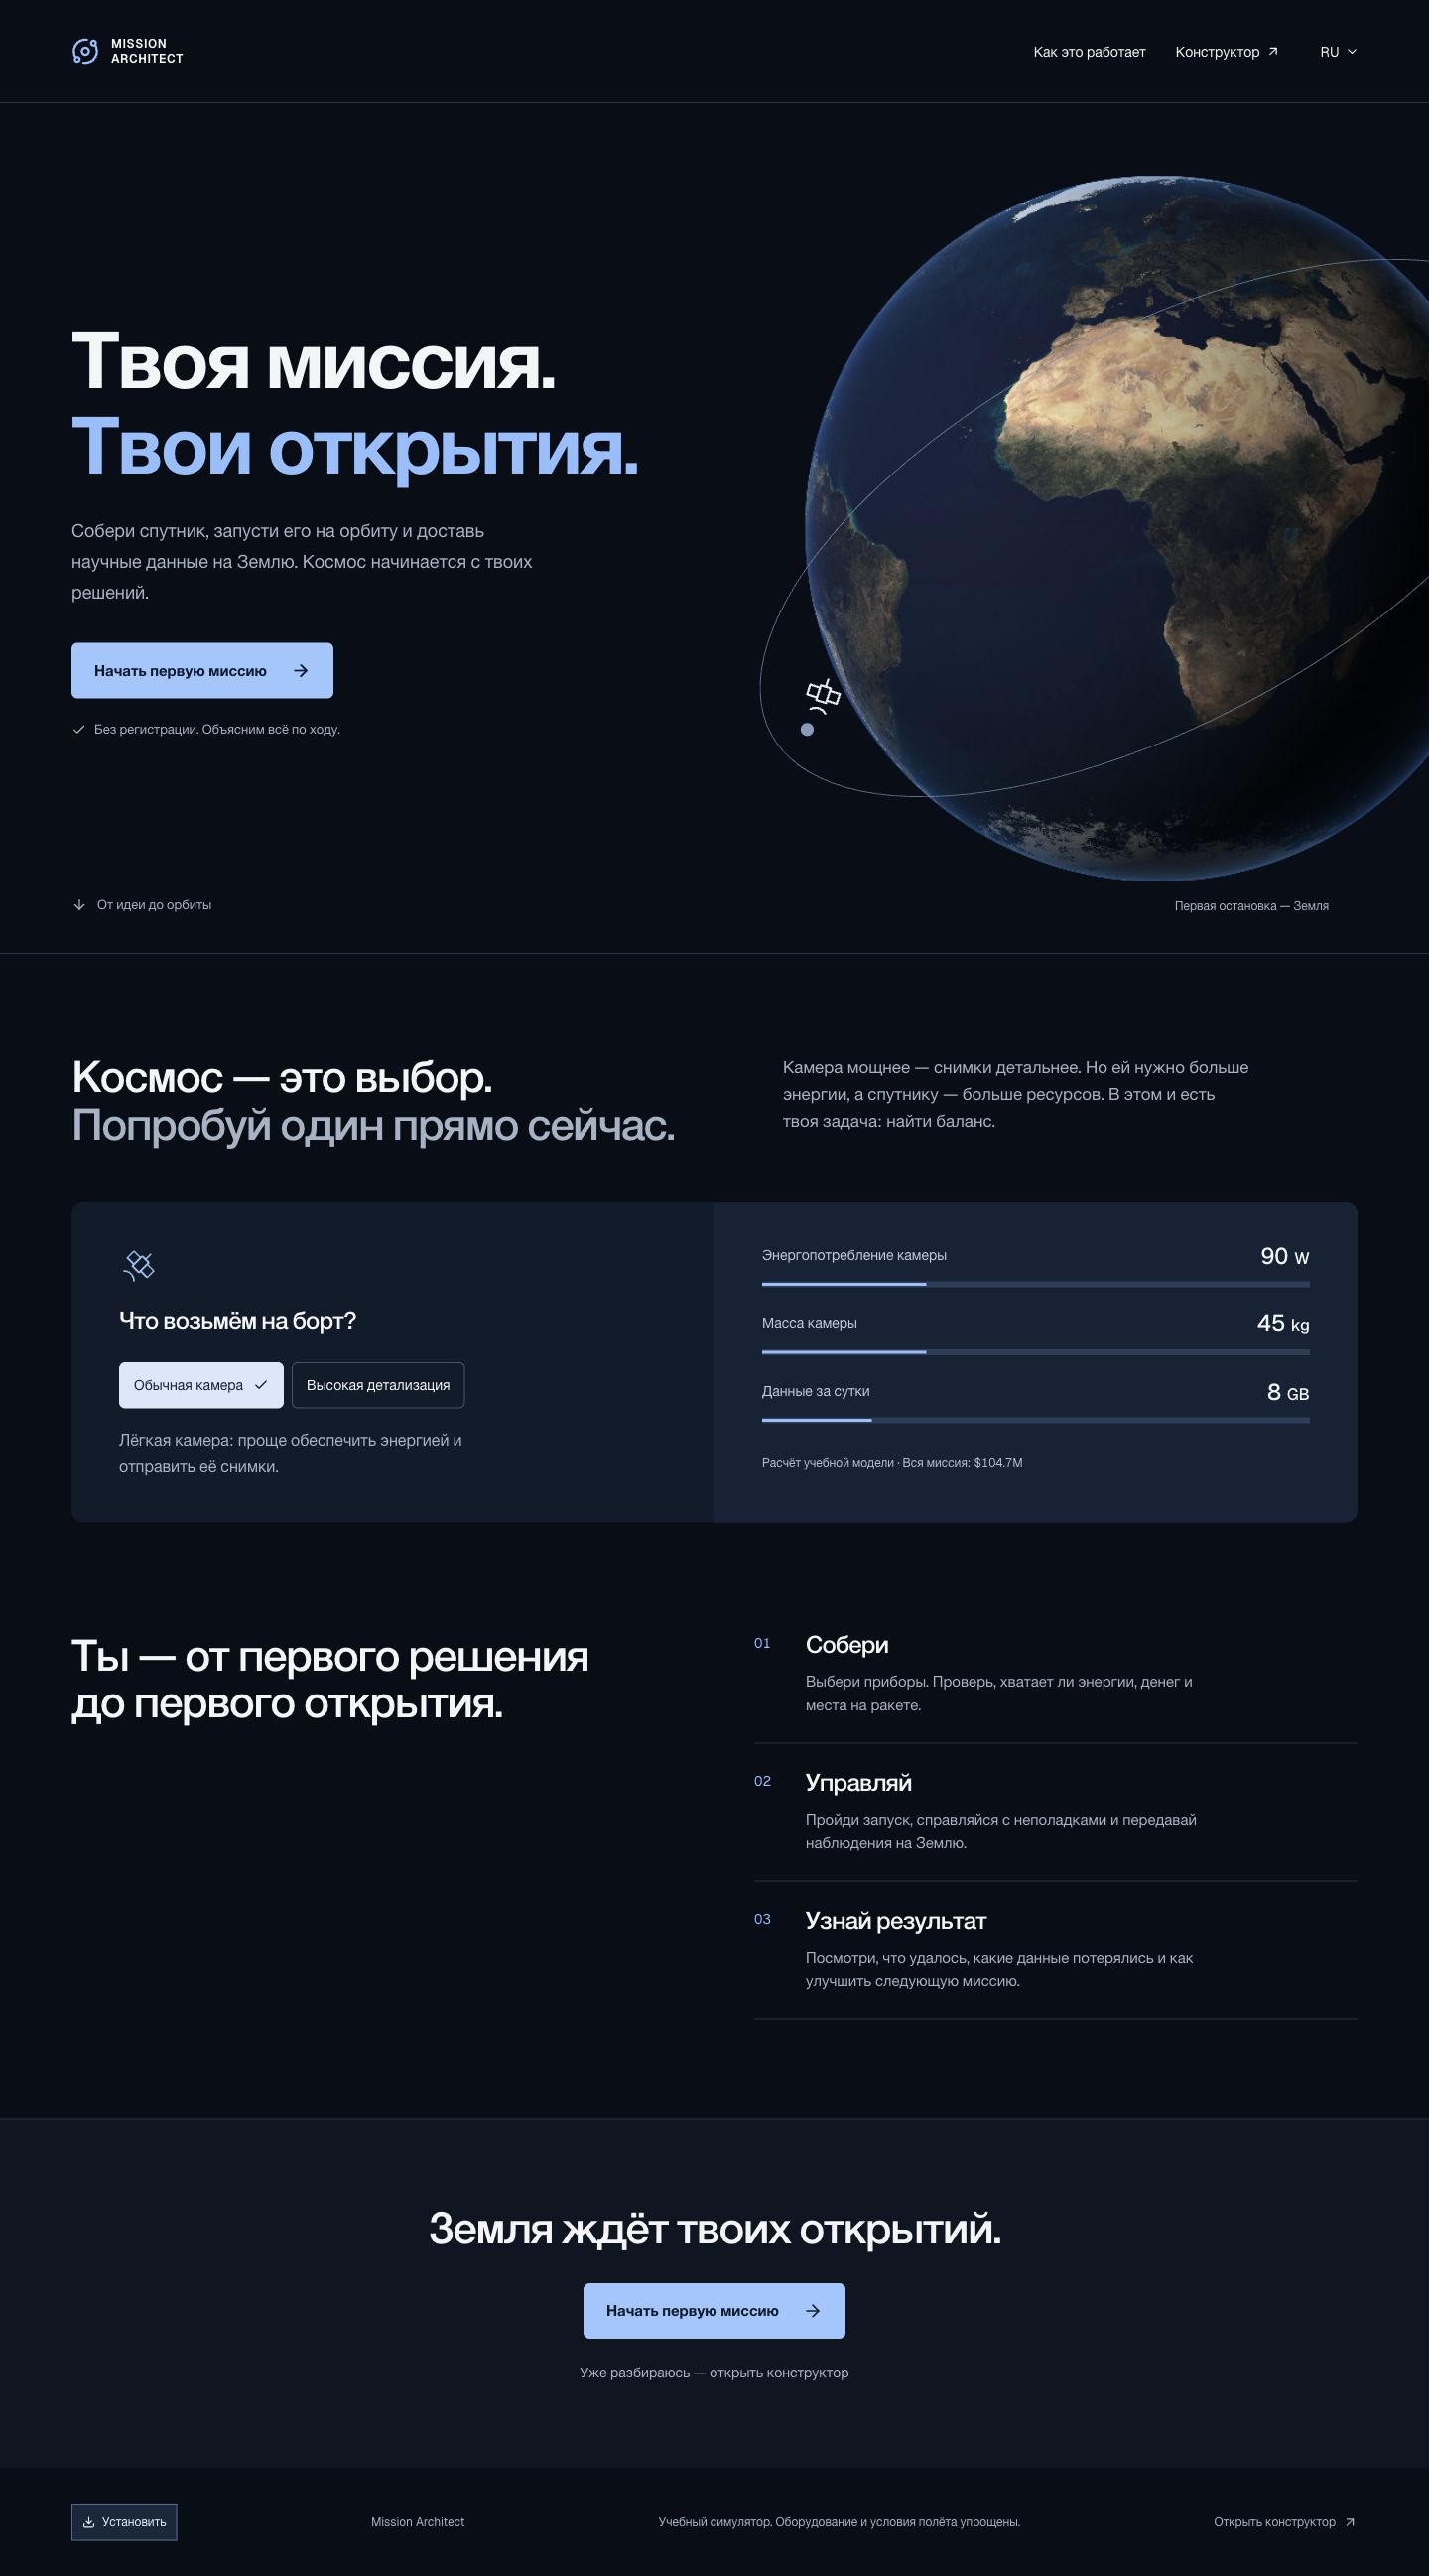 MISSION
ARCHITECT
Как это работает
Конструктор
RU
Твоя миссия.
Твои открытия.
Собери спутник, запусти его на орбиту и доставь
научные данные на Землю. Космос начинается с твоих
решений.
Начать первую миссию
Без регистрации. Объясним всё по ходу.
От идеи до орбиты
Первая остановка — Земля
Космос — это выбор.
Попробуй один прямо сейчас.
Камера мощнее — снимки детальнее. Но ей нужно больше
энергии, а спутнику — больше ресурсов. В этом и есть
твоя задача: найти баланс.
Что возьмём на борт?
Обычная камера
Высокая детализация
Лёгкая камера: проще обеспечить энергией и
отправить её снимки.
Энергопотребление камеры
90 W
Масса камеры
45 kg
Данные за сутки
8 GB
Расчёт учебной модели · Вся миссия: $104.7M
Ты — от первого решения
до первого открытия.
01
Собери
Выбери приборы. Проверь, хватает ли энергии, денег и
места на ракете.
02
Управляй
Пройди запуск, справляйся с неполадками и передавай
наблюдения на Землю.
03
Узнай результат
Посмотри, что удалось, какие данные потерялись и как
улучшить следующую миссию.
Земля ждёт твоих открытий.
Начать первую миссию
Уже разбираюсь — открыть конструктор
Установить
Mission Architect
Учебный симулятор. Оборудование и условия полёта упрощены.
Открыть конструктор